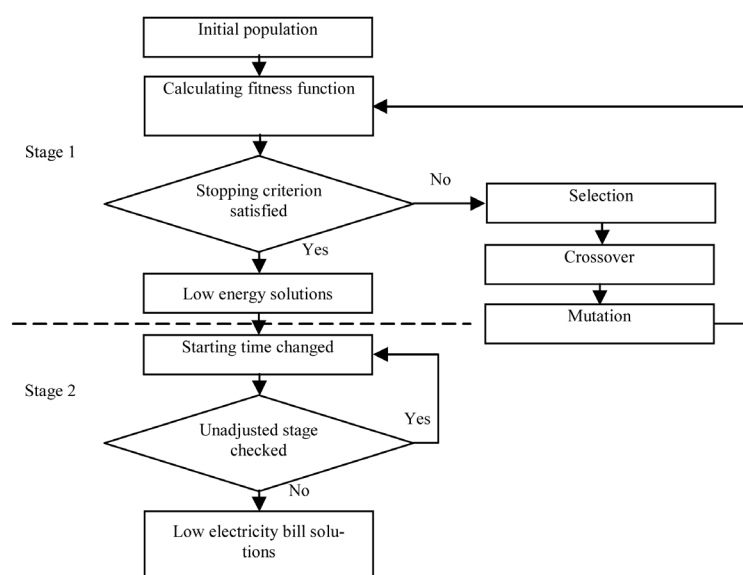 Initial population
Calculating fitness function
Stage 1
Stopping criterion
satisfied
No
Selection
Yes
Crossover
Low energy solutions
Mutation
Starting time changed
Stage 2
Yes
Unadjusted stage
checked
No
Low electricity bill solu-
tions